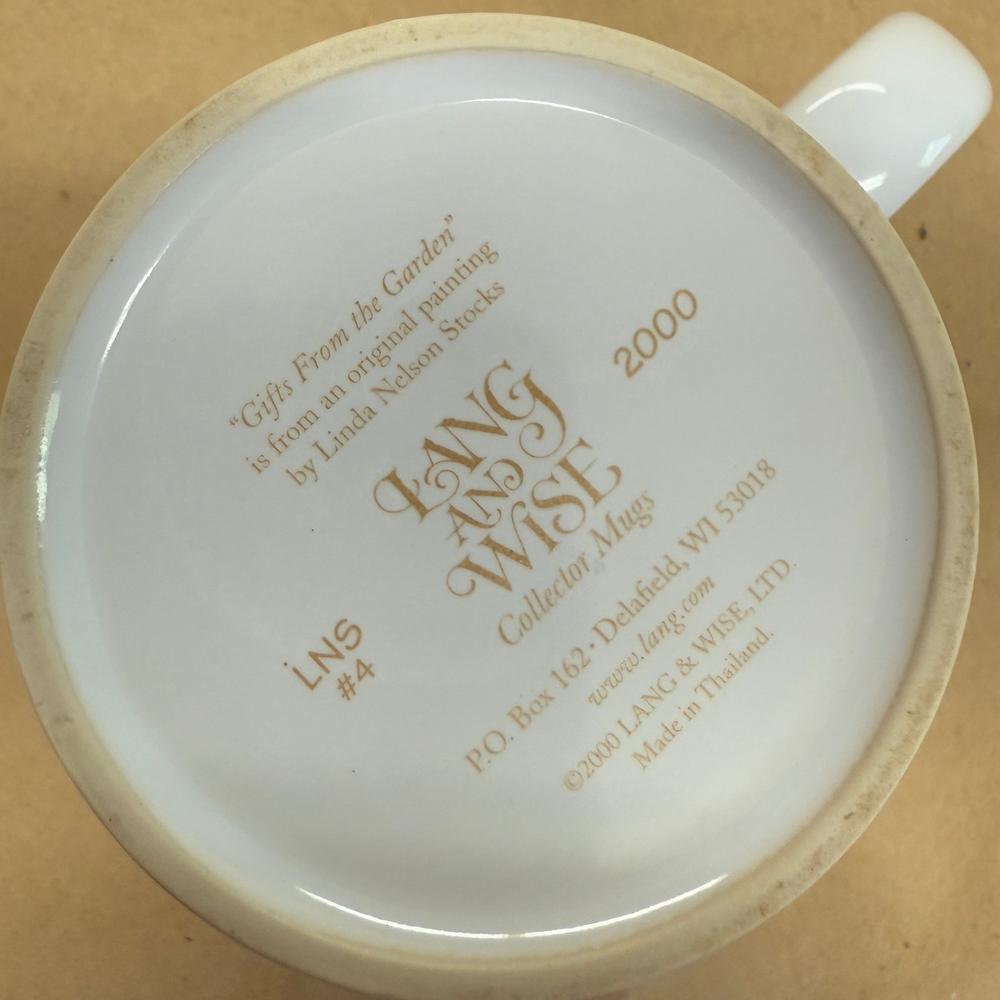 “Gifts From the Garden”
is from an original painting
by Linda Nelson Stocks
2000
LANG
AND
WISE
Collector Mugs
LNS
#4
P.O. Box 162 • Delafield, WI 53018
www.lang.com
©2000 LANG & WISE, LTD.
Made in Thailand.